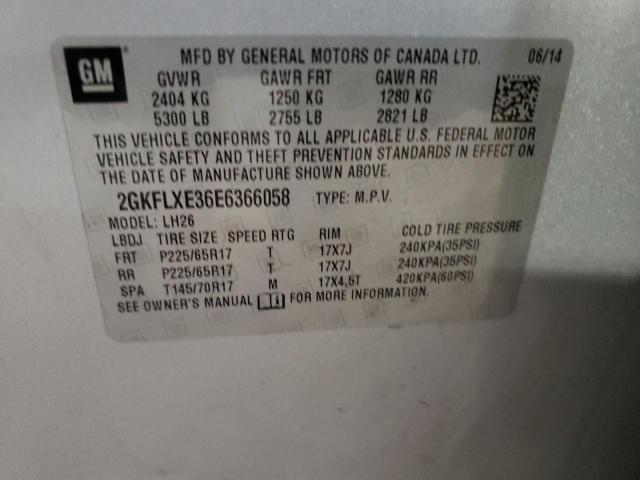 GM MFD BY GENERAL MOTORS OF CANADA LTD. 06/14
GVWR GAWR FRT GAWR RR
2404 KG 1250 KG 1280 KG
5300 LB 2755 LB 2821 LB
THIS VEHICLE CONFORMS TO ALL APPLICABLE U.S. FEDERAL MOTOR
VEHICLE SAFETY AND THEFT PREVENTION STANDARDS IN EFFECT ON
THE DATE OF MANUFACTURE SHOWN ABOVE.
2GKFLXE36E6366058 TYPE: M.P.V.
MODEL: LH26
LBDJ TIRE SIZE SPEED RTG RIM COLD TIRE PRESSURE
FRT P225/65R17 T 17X7J 240KPA(35PSI)
RR P225/65R17 T 17X7J 240KPA(35PSI)
SPA T145/70R17 M 17X4,5T 420KPA(60PSI)
SEE OWNER'S MANUAL FOR MORE INFORMATION.